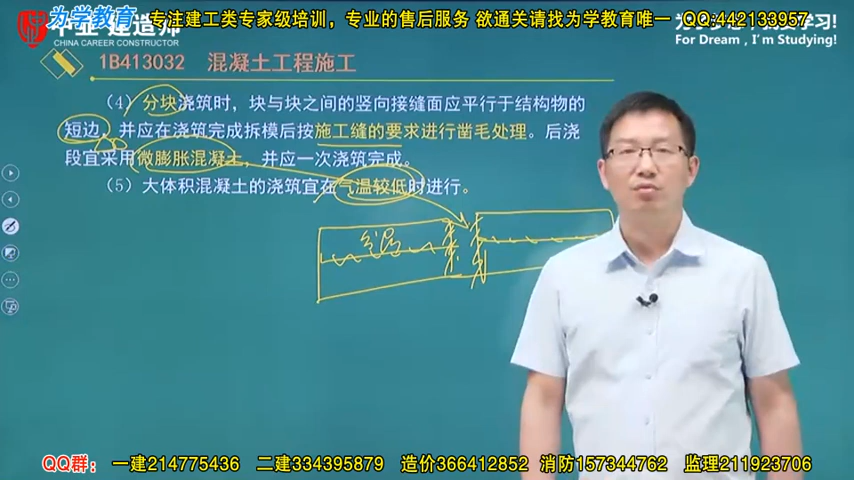 为学教育 专注建工类专家级培训，专业的售后服务 欲通关请找为学教育唯一 QQ:442133957
CHINA CAREER CONSTRUCTOR
For Dream , I'm Studying!
1B413032 混凝土工程施工
（4）分块浇筑时，块与块之间的竖向接缝面应平行于结构物的
短边，并应在浇筑完成拆模后按施工缝的要求进行凿毛处理。后浇
段宜采用微膨胀混凝土，并应一次浇筑完成。
（5）大体积混凝土的浇筑宜在气温较低时进行。
QQ群： 一建214775436 二建334395879 造价366412852 消防157344762 监理211923706